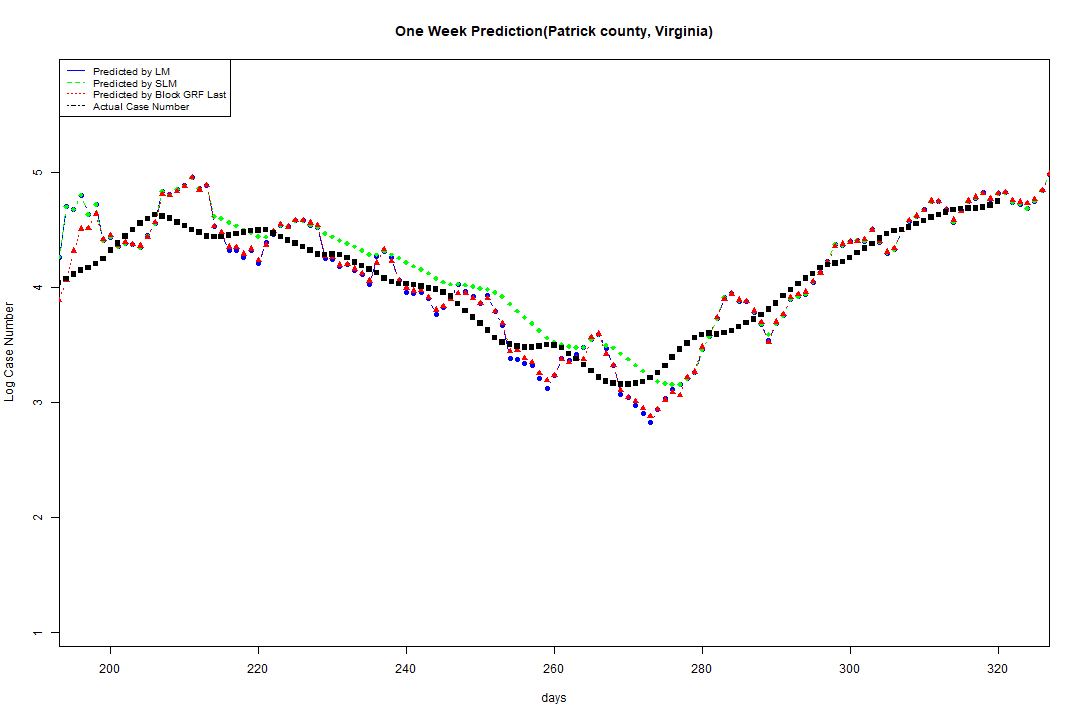 One Week Prediction(Patrick county, Virginia)
Predicted by LM
Predicted by SLM
Predicted by Block GRF Last
Actual Case Number
5
4
3
2
1
Log Case Number
200 220 240 260 280 300 320
days